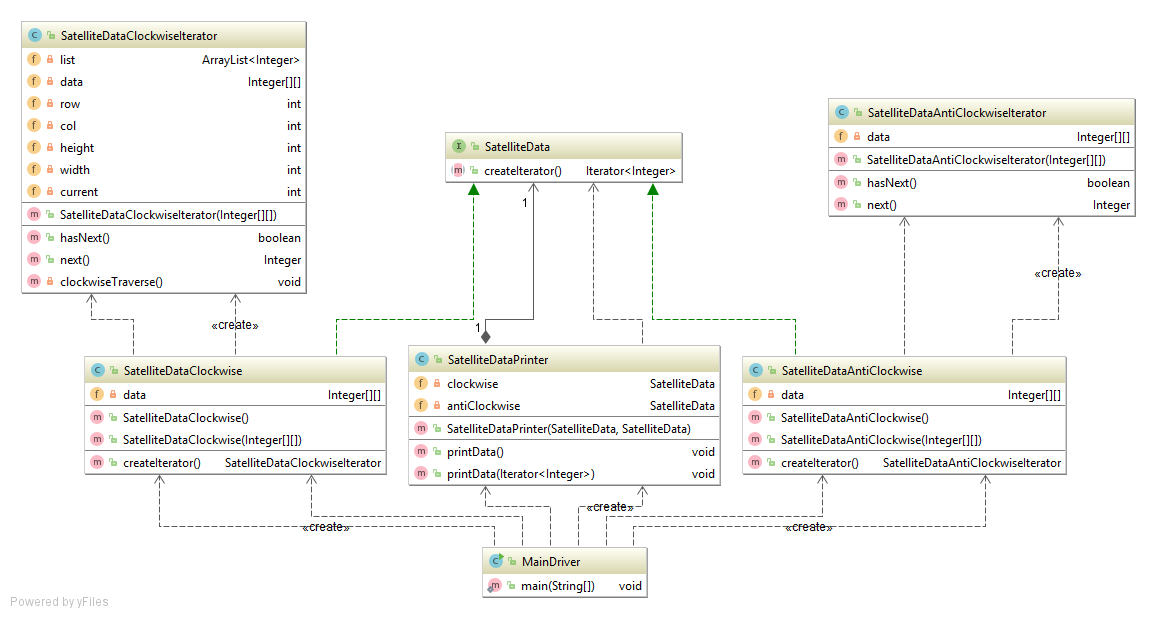 SatelliteDataClockwiseIterator
list ArrayList<Integer>
data Integer[][]
row int
col int
height int
width int
current int
SatelliteDataClockwiseIterator(Integer[][])
hasNext() boolean
next() Integer
clockwiseTraverse() void
SatelliteData
createIterator() Iterator<Integer>
SatelliteDataAntiClockwiseIterator
data Integer[][]
SatelliteDataAntiClockwiseIterator(Integer[][])
hasNext() boolean
next() Integer
1
«create»
«create»
1
SatelliteDataClockwise
data Integer[][]
SatelliteDataClockwise()
SatelliteDataClockwise(Integer[][])
createIterator() SatelliteDataClockwiseIterator
SatelliteDataPrinter
clockwise SatelliteData
antiClockwise SatelliteData
SatelliteDataPrinter(SatelliteData, SatelliteData)
printData() void
printData(Iterator<Integer>) void
SatelliteDataAntiClockwise
data Integer[][]
SatelliteDataAntiClockwise()
SatelliteDataAntiClockwise(Integer[][])
createIterator() SatelliteDataAntiClockwiseIterator
«create»
«create»
«create»
MainDriver
main(String[]) void
Powered by yFiles